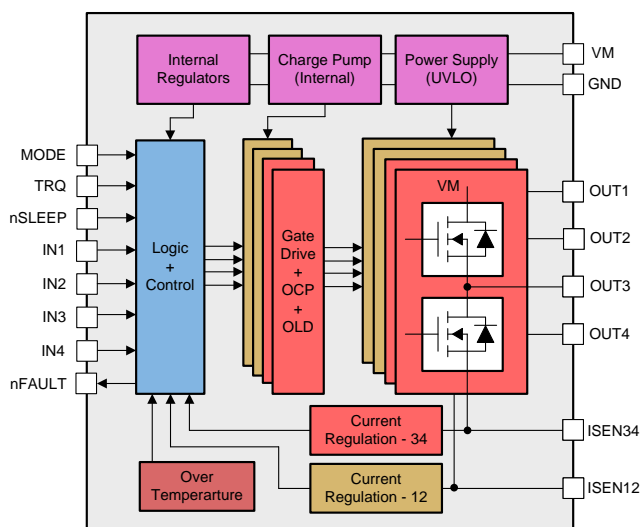 Internal
Regulators
Charge Pump
(Internal)
Power Supply
(UVLO)
VM
GND
MODE
TRQ
nSLEEP
IN1
IN2
IN3
IN4
nFAULT
Logic
+
Control
Gate
Drive
+
OCP
+
OLD
VM
OUT1
OUT2
OUT3
OUT4
Current
Regulation - 34
ISEN34
Over
Temperarture
Current
Regulation - 12
ISEN12